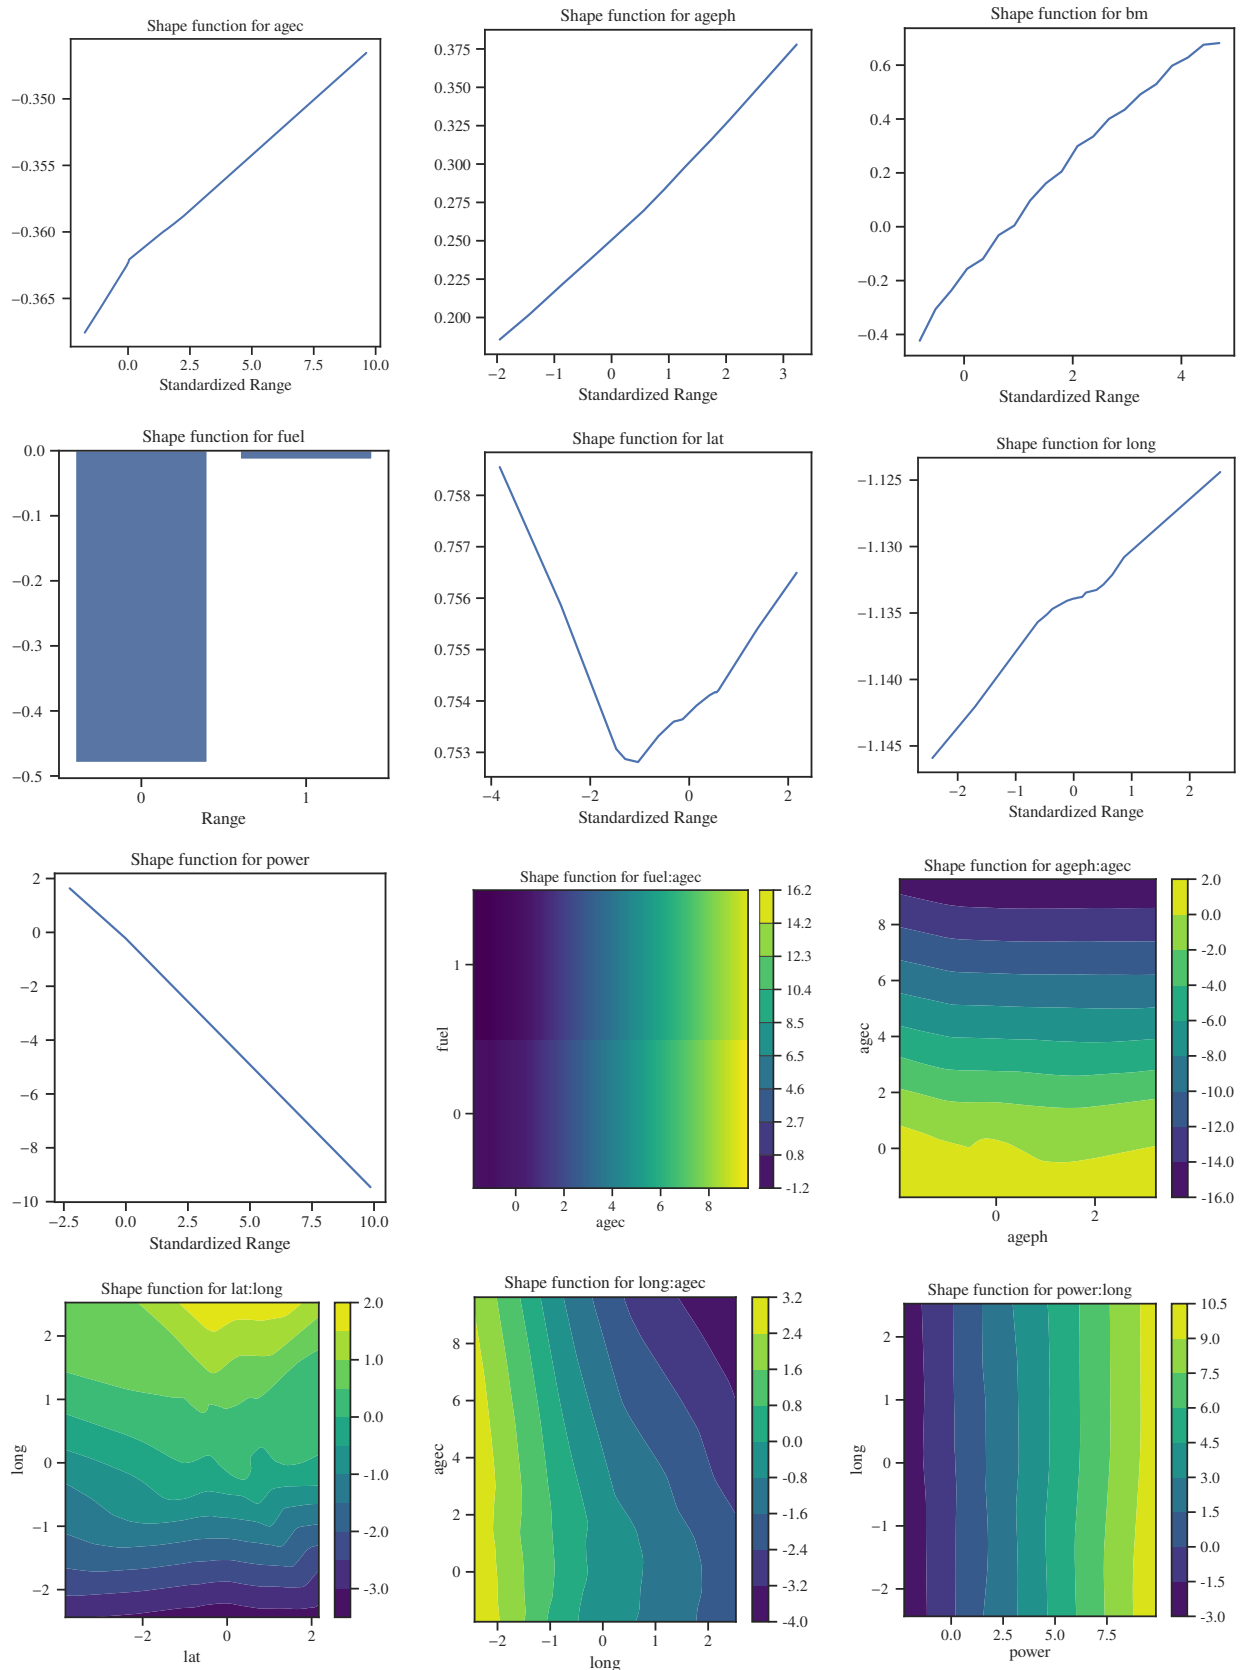 Shape function for agec
−0.350
−0.355
−0.360
−0.365
0.0 2.5 5.0 7.5 10.0
Standardized Range
Shape function for ageph
0.375
0.350
0.325
0.300
0.275
0.250
0.225
0.200
−2 −1 0 1 2 3
Standardized Range
Shape function for bm
0.6
0.4
0.2
0.0
−0.2
−0.4
0 2 4
Standardized Range
Shape function for fuel
0.0
−0.1
−0.2
−0.3
−0.4
−0.5
0 1
Range
Shape function for lat
0.758
0.757
0.756
0.755
0.754
0.753
−4 −2 0 2
Standardized Range
Shape function for long
−1.125
−1.130
−1.135
−1.140
−1.145
−2 −1 0 1 2
Standardized Range
Shape function for power
2
0
−2
−4
−6
−8
−10
−2.5 0.0 2.5 5.0 7.5 10.0
Standardized Range
Shape function for fuel:agec
fuel
1
0
0 2 4 6 8
agec
16.2
14.2
12.3
10.4
8.5
6.5
4.6
2.7
0.8
-1.2
Shape function for ageph:agec
agec
8
6
4
2
0
0 2
ageph
2.0
0.0
-2.0
-4.0
-6.0
-8.0
-10.0
-12.0
-14.0
-16.0
Shape function for lat:long
long
2
1
0
−1
−2
−2 0 2
lat
2.0
1.0
0.0
-1.0
-2.0
-3.0
Shape function for long:agec
agec
8
6
4
2
0
−2 −1 0 1 2
long
3.2
2.4
1.6
0.8
0.0
-0.8
-1.6
-2.4
-3.2
-4.0
Shape function for power:long
long
2
1
0
−1
−2
0.0 2.5 5.0 7.5
power
10.5
9.0
7.5
6.0
4.5
3.0
1.5
0.0
-1.5
-3.0